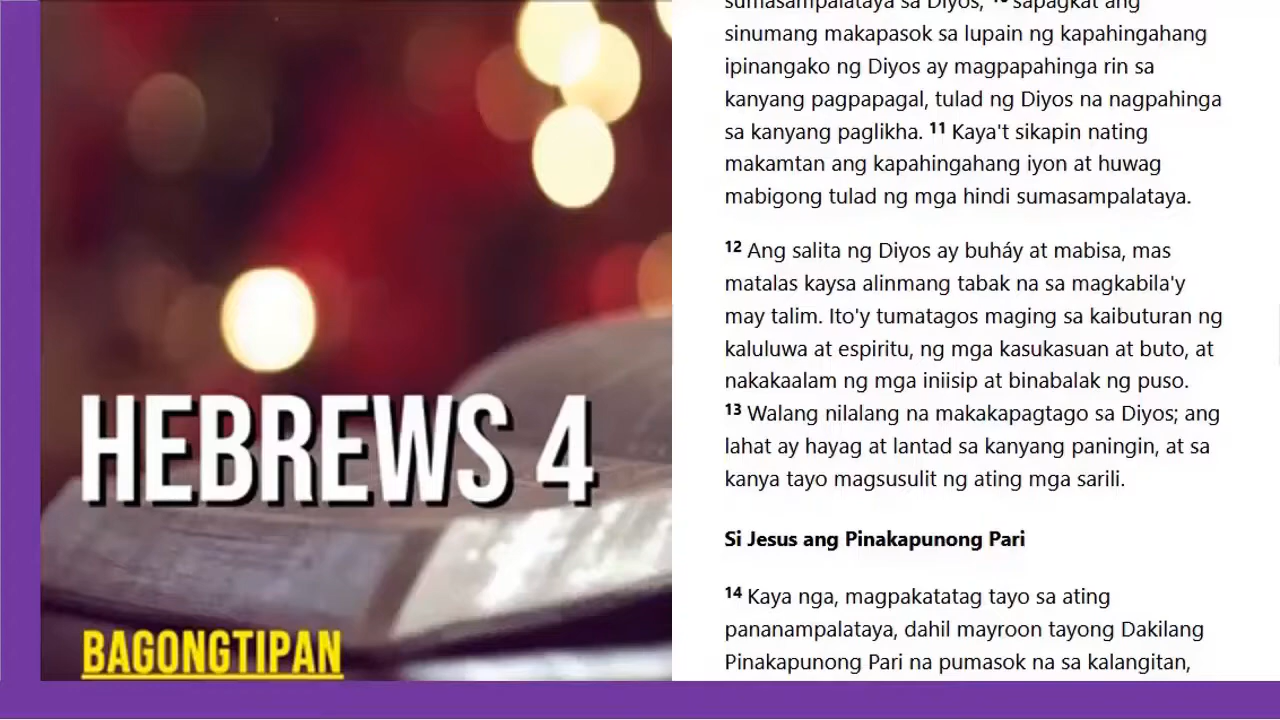 HEBREWS 4
BAGONGTIPAN
sumasampalataya sa Diyos, 10 sapagkat ang
sinumang makapasok sa lupain ng kapahingahang
ipinangako ng Diyos ay magpapahinga rin sa
kanyang pagpapagal, tulad ng Diyos na nagpahinga
sa kanyang paglikha. 11 Kaya't sikapin nating
makamtan ang kapahingahang iyon at huwag
mabigong tulad ng mga hindi sumasampalataya.
12 Ang salita ng Diyos ay buháy at mabisa, mas
matalas kaysa alinmang tabak na sa magkabila'y
may talim. Ito'y tumatagos maging sa kaibuturan ng
kaluluwa at espiritu, ng mga kasukasuan at buto, at
nakakaalam ng mga iniisip at binabalak ng puso.
13 Walang nilalang na makakapagtago sa Diyos; ang
lahat ay hayag at lantad sa kanyang paningin, at sa
kanya tayo magsusulit ng ating mga sarili.
Si Jesus ang Pinakapunong Pari
14 Kaya nga, magpakatatag tayo sa ating
pananampalataya, dahil mayroon tayong Dakilang
Pinakapunong Pari na pumasok na sa kalangitan,